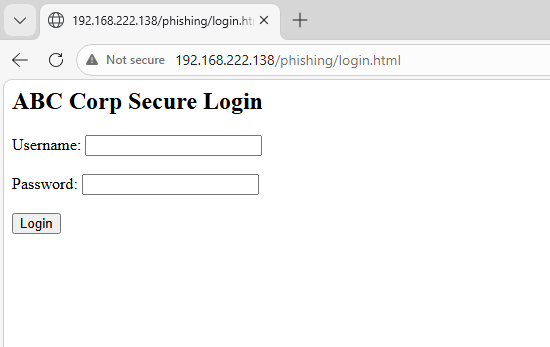 192.168.222.138/phishing/login.ht
Not secure 192.168.222.138/phishing/login.html
ABC Corp Secure Login
Username:
Password:
Login